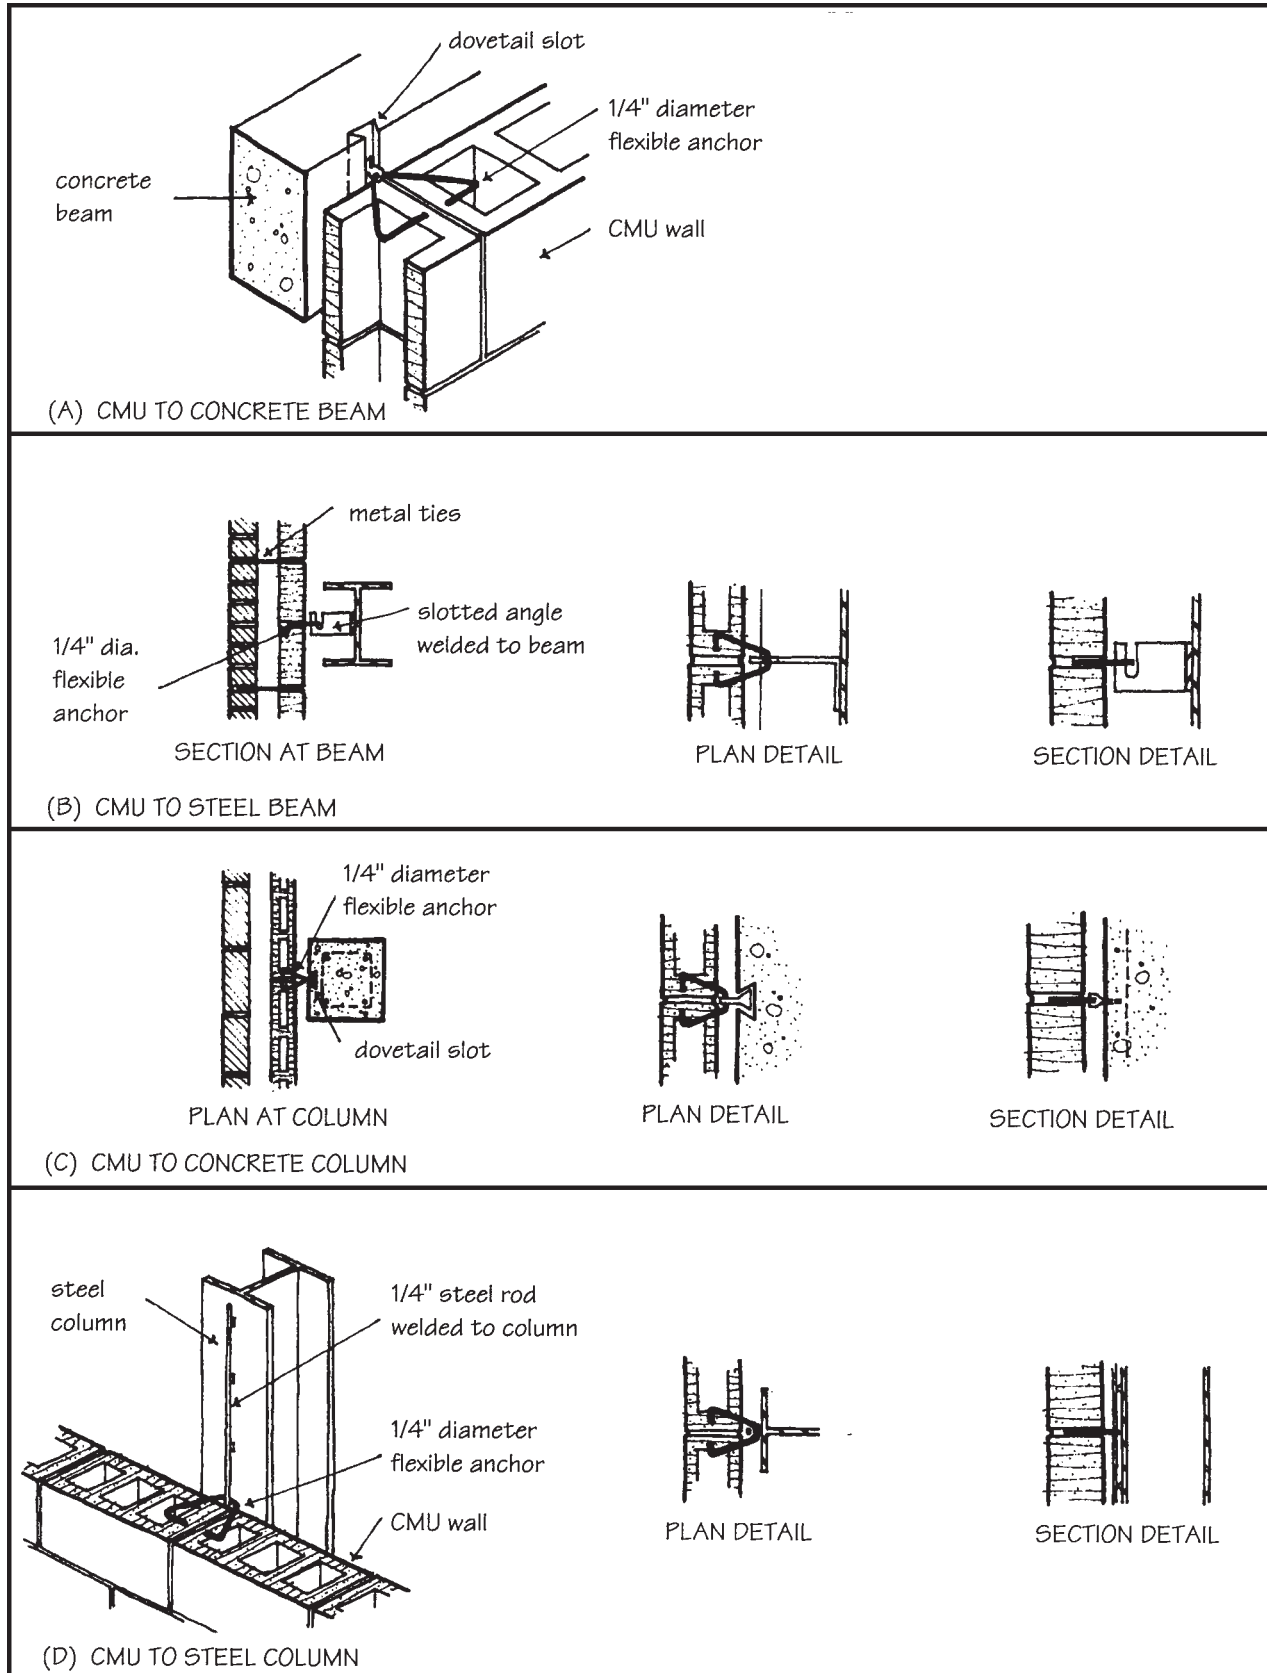 dovetail slot
1/4" diameter
flexible anchor
concrete
beam
CMU wall
(A) CMU TO CONCRETE BEAM
metal ties
slotted angle
welded to beam
1/4" dia.
flexible
anchor
SECTION AT BEAM
PLAN DETAIL
SECTION DETAIL
(B) CMU TO STEEL BEAM
1/4" diameter
flexible anchor
dovetail slot
PLAN AT COLUMN
PLAN DETAIL
SECTION DETAIL
(C) CMU TO CONCRETE COLUMN
steel
column
1/4" steel rod
welded to column
1/4" diameter
flexible anchor
CMU wall
PLAN DETAIL
SECTION DETAIL
(D) CMU TO STEEL COLUMN